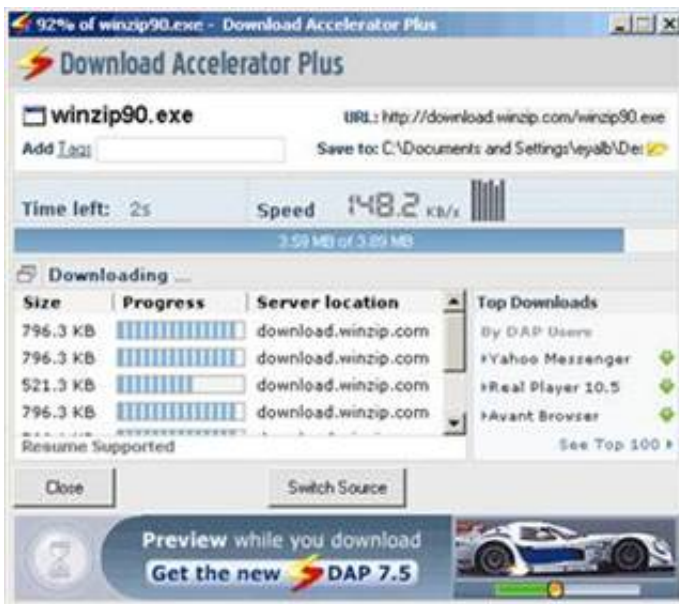 92% of winzip90.exe - Download Accelerator Plus
Download Accelerator Plus
winzip90.exe URL: http://download.winzip.com/winzip90.exe
Add Tags Save to: C:\Documents and Settings\eyalb\Des
Time left: 2s Speed 148.2 KB/s
3.59 MB of 3.89 MB
Downloading ...
Size Progress Server location Top Downloads
796.3 KB download.winzip.com By DAP Users
796.3 KB download.winzip.com Yahoo Messenger
521.3 KB download.winzip.com Real Player 10.5
796.3 KB download.winzip.com Avant Browser
Resume Supported See Top 100
Close Switch Source
Preview while you download
Get the new DAP 7.5